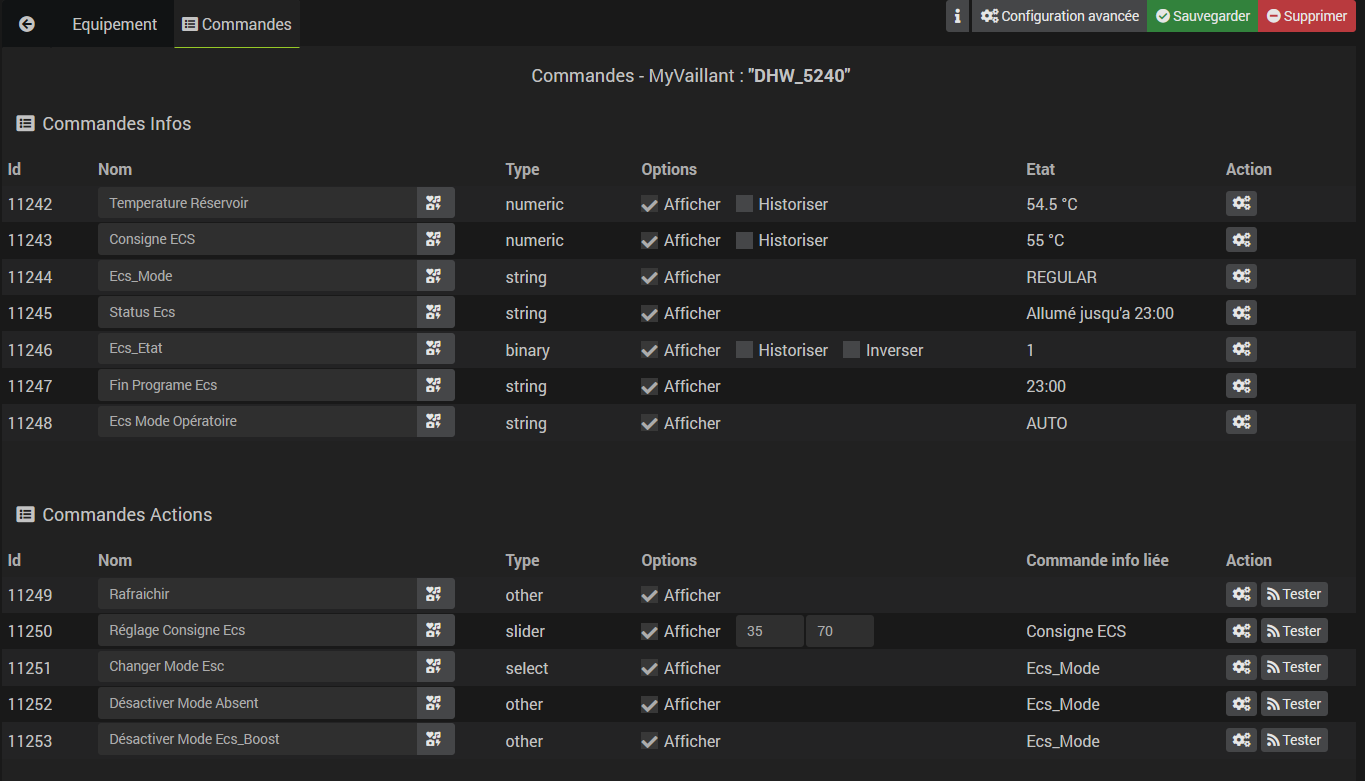 Equipement Commandes Configuration avancée Sauvegarder Supprimer
Commandes - MyVaillant : "DHW_5240"
Commandes Infos
Id Nom Type Options Etat Action
11242 Temperature Réservoir numeric Afficher Historiser 54.5 °C
11243 Consigne ECS numeric Afficher Historiser 55 °C
11244 Ecs_Mode string Afficher REGULAR
11245 Status Ecs string Afficher Allumé jusqu'a 23:00
11246 Ecs_Etat binary Afficher Historiser Inverser 1
11247 Fin Programe Ecs string Afficher 23:00
11248 Ecs Mode Opératoire string Afficher AUTO
Commandes Actions
Id Nom Type Options Commande info liée Action
11249 Rafraichir other Afficher Tester
11250 Réglage Consigne Ecs slider Afficher 35 70 Consigne ECS Tester
11251 Changer Mode Esc select Afficher Ecs_Mode Tester
11252 Désactiver Mode Absent other Afficher Ecs_Mode Tester
11253 Désactiver Mode Ecs_Boost other Afficher Ecs_Mode Tester